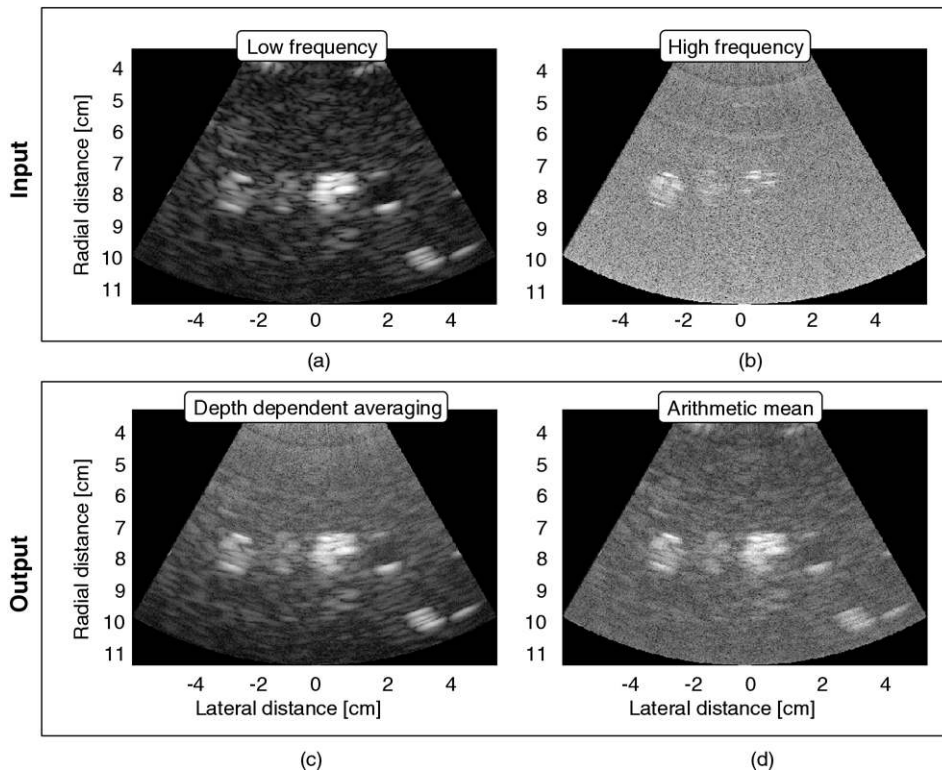 Low frequency
High frequency
Input
Radial distance [cm]
4
5
6
7
8
9
10
11
-4 -2 0 2 4
4
5
6
7
8
9
10
11
-4 -2 0 2 4
(a)
(b)
Depth dependent averaging
Arithmetic mean
Output
Radial distance [cm]
4
5
6
7
8
9
10
11
-4 -2 0 2 4
Lateral distance [cm]
4
5
6
7
8
9
10
11
-4 -2 0 2 4
Lateral distance [cm]
(c)
(d)